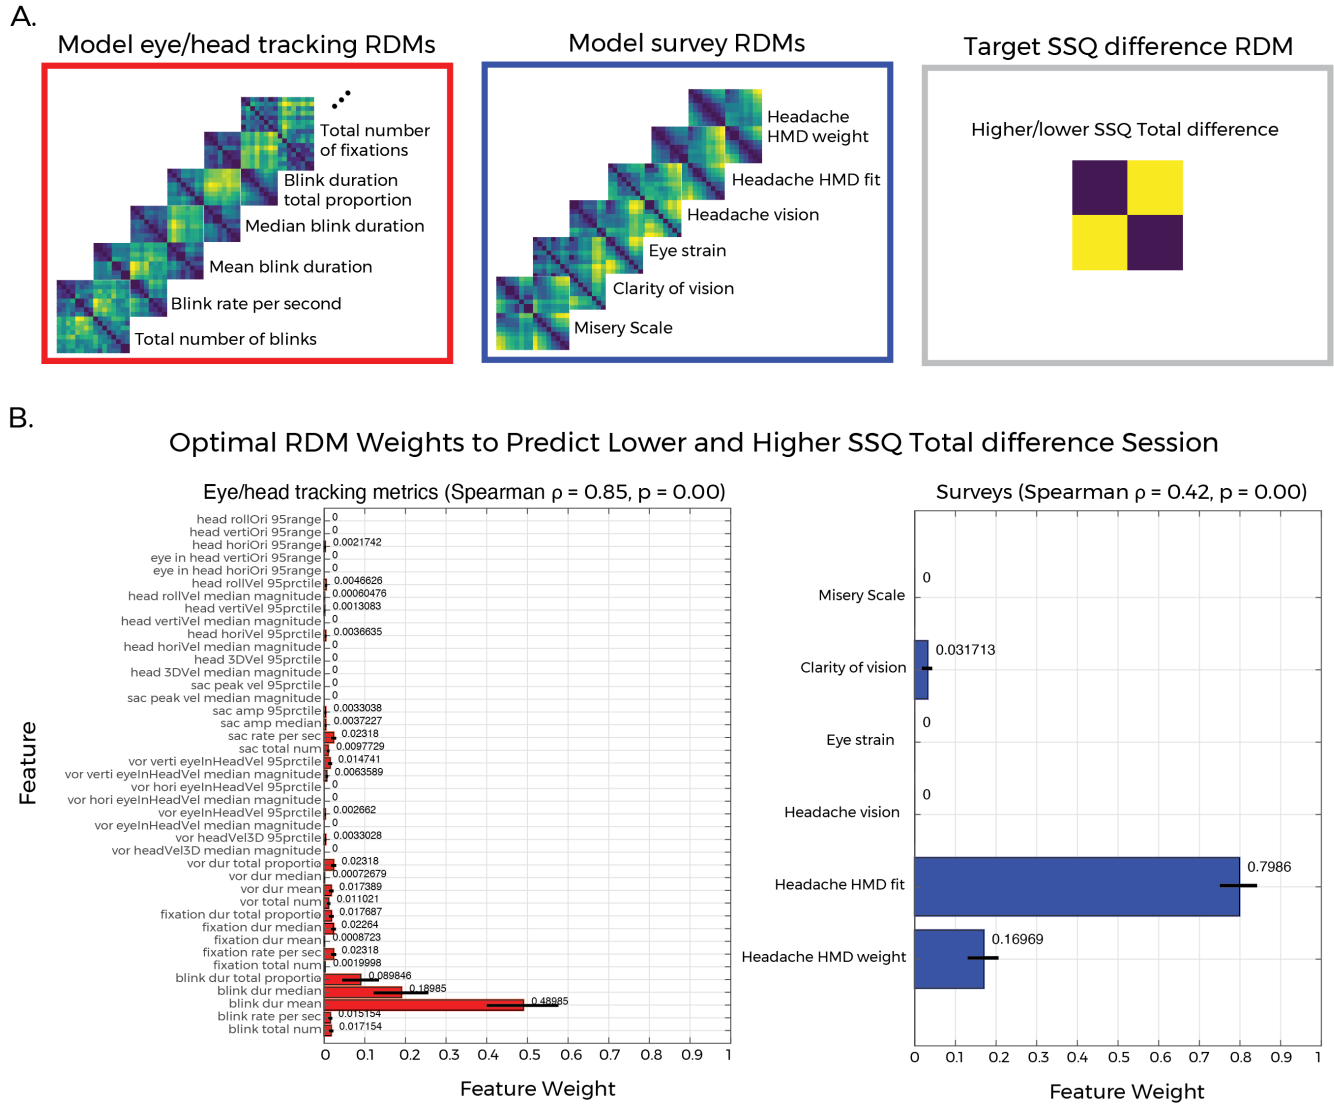 A.
Model eye/head tracking RDMs
Total number
of fixations
Blink duration
total proportion
Median blink duration
Mean blink duration
Blink rate per second
Total number of blinks
Model survey RDMs
Headache
HMD weight
Headache HMD fit
Headache vision
Eye strain
Clarity of vision
Misery Scale
Target SSQ difference RDM
Higher/lower SSQ Total difference
B.
Optimal RDM Weights to Predict Lower and Higher SSQ Total difference Session
Eye/head tracking metrics (Spearman ρ = 0.85, p = 0.00)
Feature
head rollOri 95range 0
head vertiOri 95range 0
head horiOri 95range 0.0021742
eye in head vertiOri 95range 0
eye in head horiOri 95range 0
head rollVel 95prctile 0.0046626
head rollVel median magnitude 0.00060476
head vertiVel 95prctile 0.0013083
head vertiVel median magnitude 0
head horiVel 95prctile 0.0036635
head horiVel median magnitude 0
head 3DVel 95prctile 0
head 3DVel median magnitude 0
sac peak vel 95prctile 0
sac peak vel median magnitude 0
sac amp 95prctile 0.0033038
sac amp median 0.0037227
sac rate per sec 0.02318
sac total num 0.0097729
vor verti eyeInHeadVel 95prctile 0.014741
vor verti eyeInHeadVel median magnitude 0.0063589
vor hori eyeInHeadVel 95prctile 0
vor hori eyeInHeadVel median magnitude 0
vor eyeInHeadVel 95prctile 0.002662
vor eyeInHeadVel median magnitude 0
vor headVel3D 95prctile 0.0033028
vor headVel3D median magnitude 0
vor dur total proportio 0.02318
vor dur median 0.00072679
vor dur mean 0.017389
vor total num 0.011021
fixation dur total proportio 0.017687
fixation dur median 0.02264
fixation dur mean 0.0008723
fixation rate per sec 0.02318
fixation total num 0.0019998
blink dur total proportio 0.089846
blink dur median 0.18985
blink dur mean 0.48985
blink rate per sec 0.015154
blink total num 0.017154
0 0.1 0.2 0.3 0.4 0.5 0.6 0.7 0.8 0.9 1
Feature Weight
Surveys (Spearman ρ = 0.42, p = 0.00)
Misery Scale 0
Clarity of vision 0.031713
Eye strain 0
Headache vision 0
Headache HMD fit 0.7986
Headache HMD weight 0.16969
0 0.1 0.2 0.3 0.4 0.5 0.6 0.7 0.8 0.9 1
Feature Weight